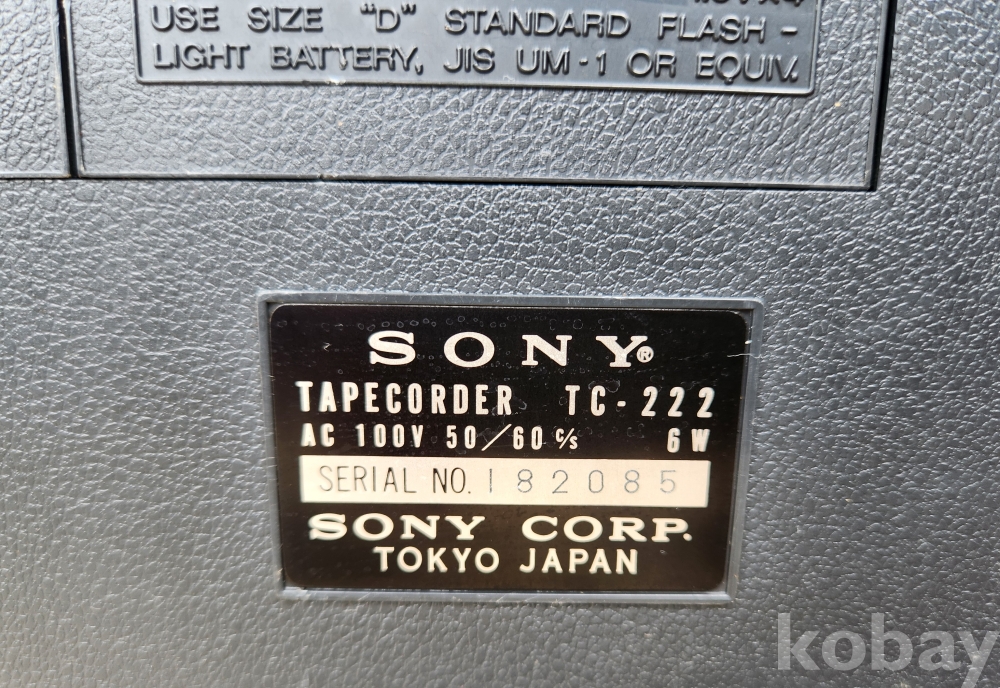 USE SIZE "D" STANDARD FLASH-
LIGHT BATTERY, JIS UM-1 OR EQUIV.
SONY®
TAPECORDER TC-222
AC 100V 50/60 c/s 6W
SERIAL NO. 182085
SONY CORP.
TOKYO JAPAN
kobay